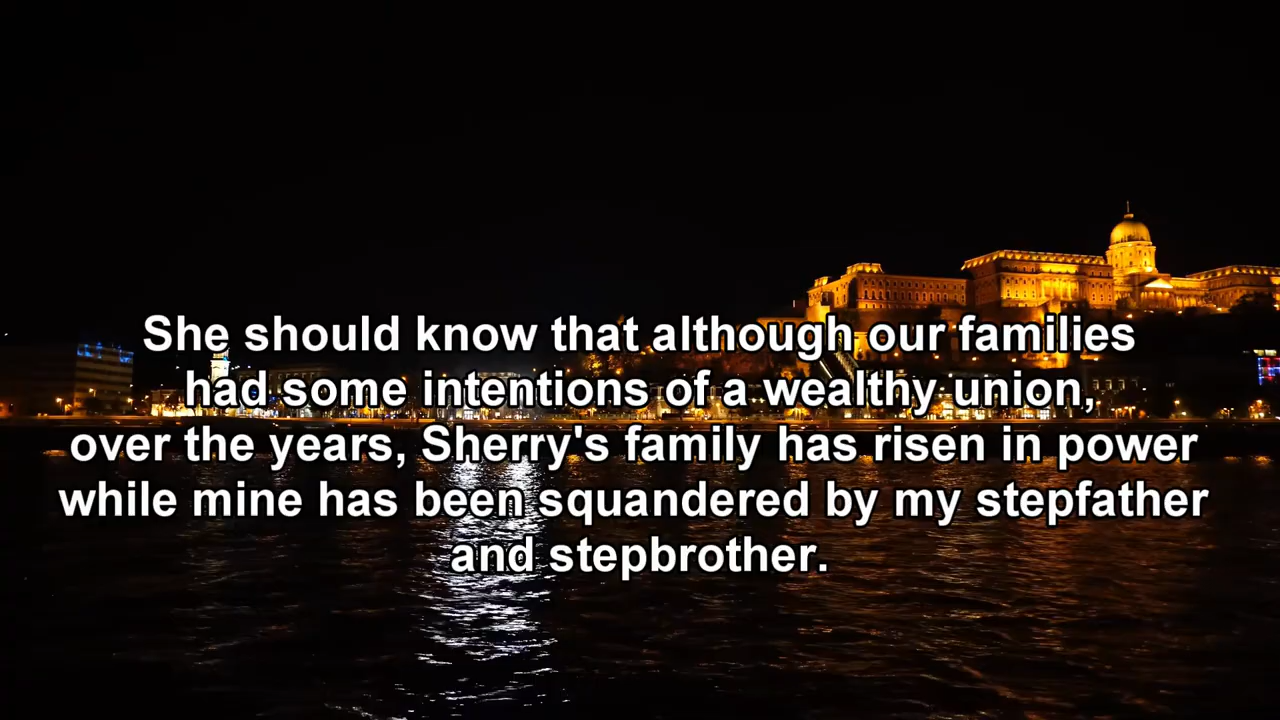 She should know that although our families
had some intentions of a wealthy union,
over the years, Sherry's family has risen in power
while mine has been squandered by my stepfather
and stepbrother.